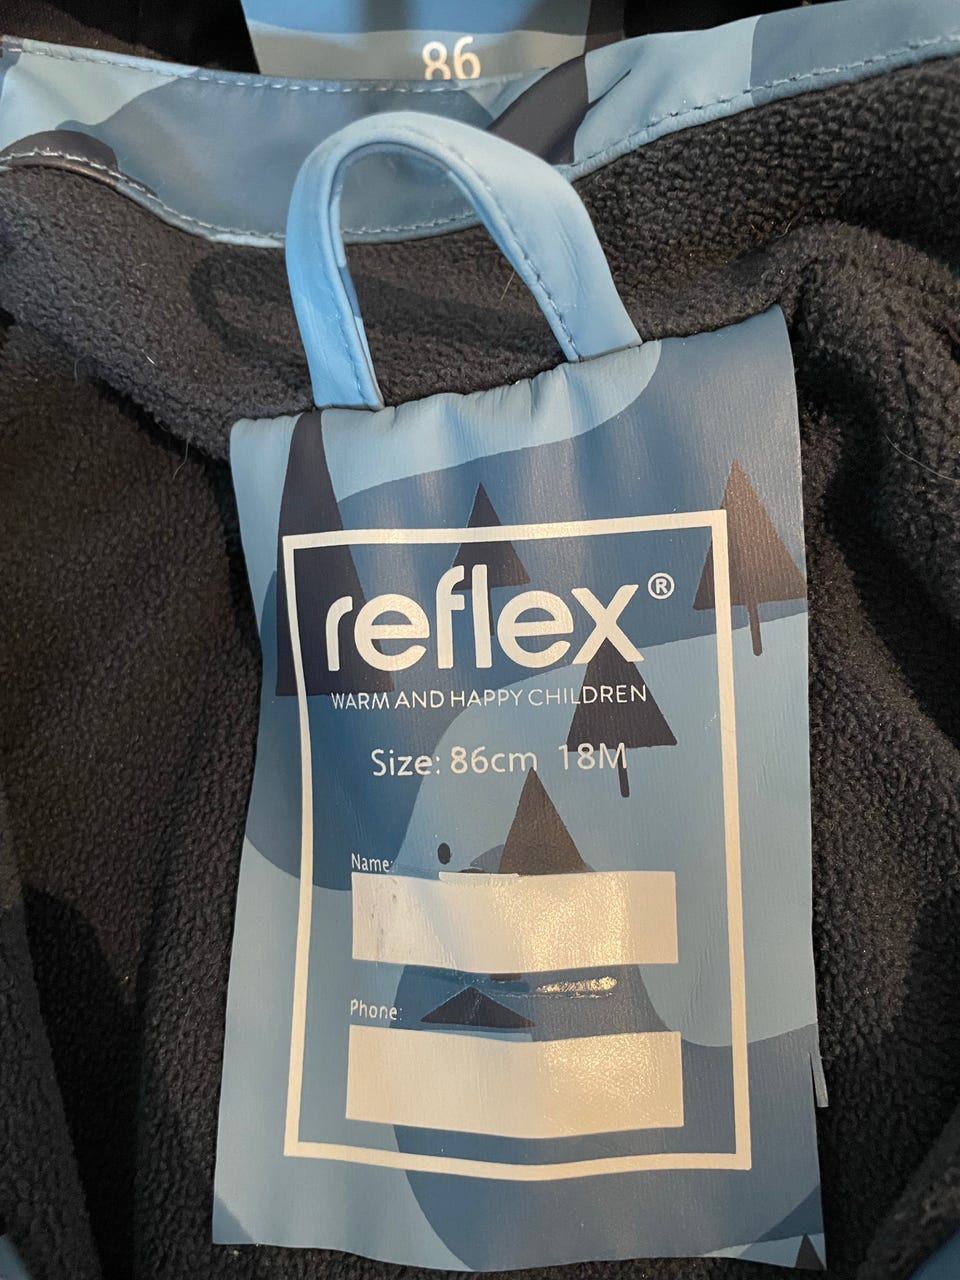 86
reflex®
WARM AND HAPPY CHILDREN
Size: 86cm 18M
Name:
Phone: